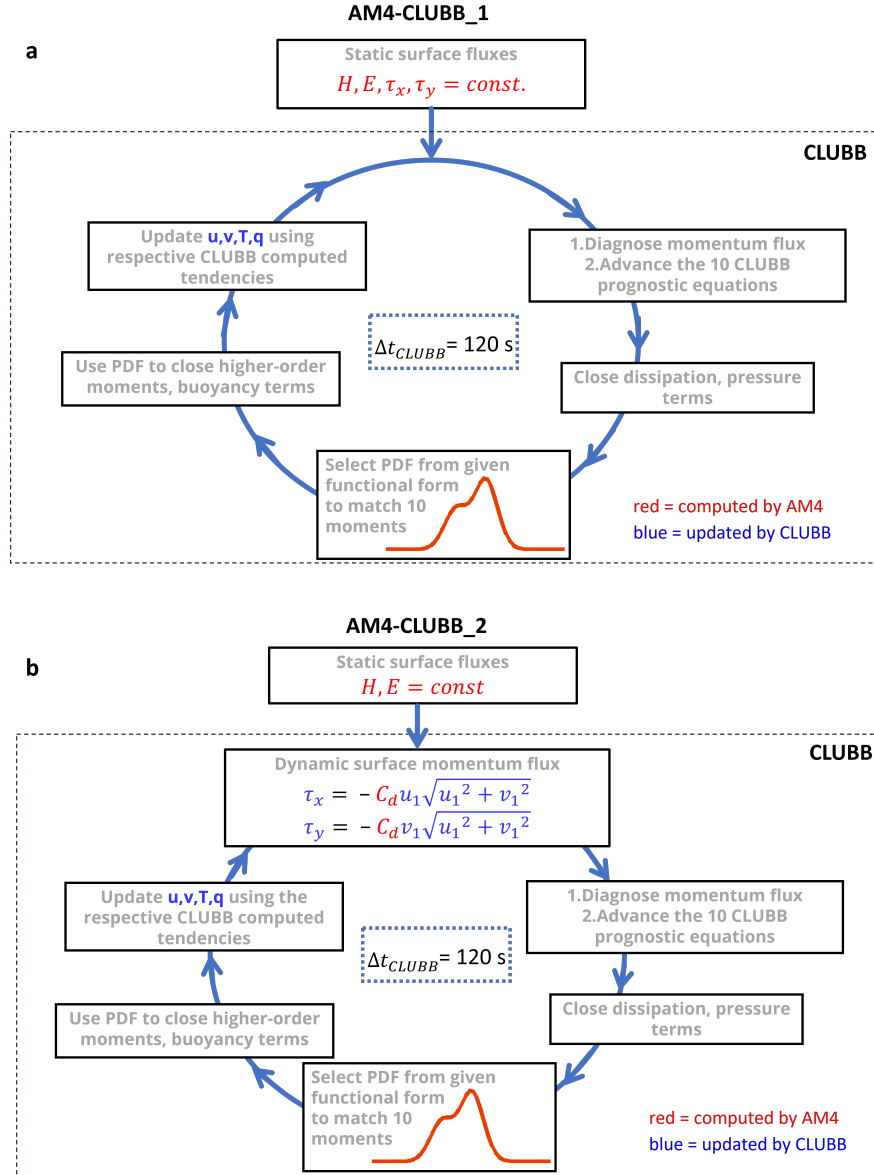 AM4-CLUBB_1
a
Static surface fluxes
H, E, τₓ, τᵧ = const.
CLUBB
Update u,v,T,q using
respective CLUBB computed
tendencies
1.Diagnose momentum flux
2.Advance the 10 CLUBB
prognostic equations
Δt_CLUBB= 120 s
Use PDF to close higher-order
moments, buoyancy terms
Close dissipation, pressure
terms
Select PDF from given
functional form
to match 10
moments
red = computed by AM4
blue = updated by CLUBB
AM4-CLUBB_2
b
Static surface fluxes
H, E = const
CLUBB
Dynamic surface momentum flux
τₓ = − C_d u₁√(u₁² + v₁²)
τᵧ = − C_d v₁√(u₁² + v₁²)
Update u,v,T,q using the
respective CLUBB computed
tendencies
1.Diagnose momentum flux
2.Advance the 10 CLUBB
prognostic equations
Δt_CLUBB= 120 s
Use PDF to close higher-order
moments, buoyancy terms
Close dissipation, pressure
terms
Select PDF from given
functional form
to match 10
moments
red = computed by AM4
blue = updated by CLUBB